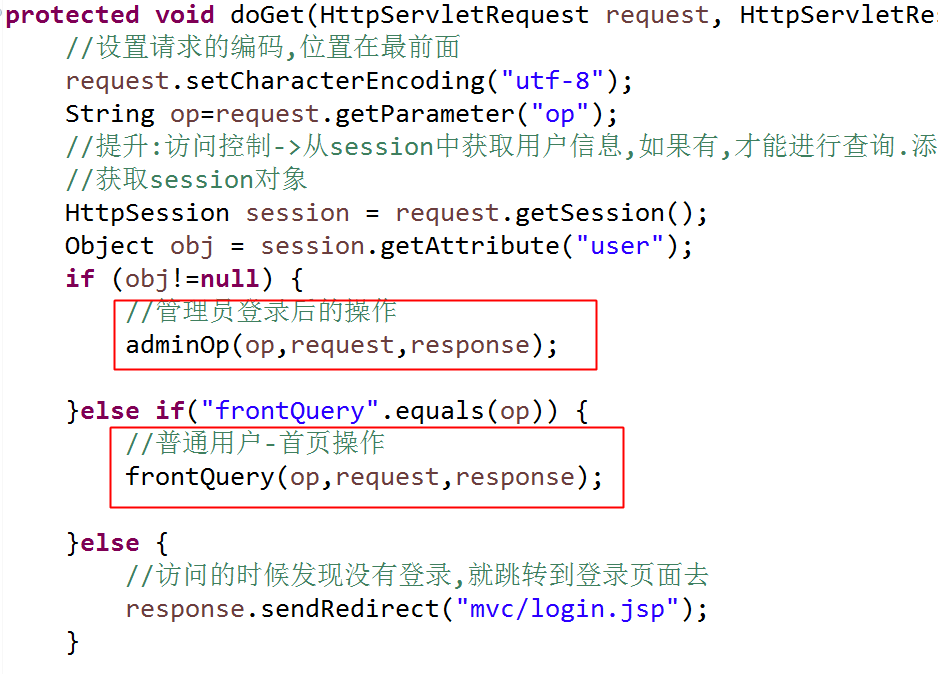 protected void doGet(HttpServletRequest request, HttpServletRe
//设置请求的编码,位置在最前面
request.setCharacterEncoding("utf-8");
String op=request.getParameter("op");
//提升:访问控制->从session中获取用户信息,如果有,才能进行查询.添
//获取session对象
HttpSession session = request.getSession();
Object obj = session.getAttribute("user");
if (obj!=null) {
//管理员登录后的操作
adminOp(op,request,response);
}else if("frontQuery".equals(op)) {
//普通用户-首页操作
frontQuery(op,request,response);
}else {
//访问的时候发现没有登录,就跳转到登录页面去
response.sendRedirect("mvc/login.jsp");
}